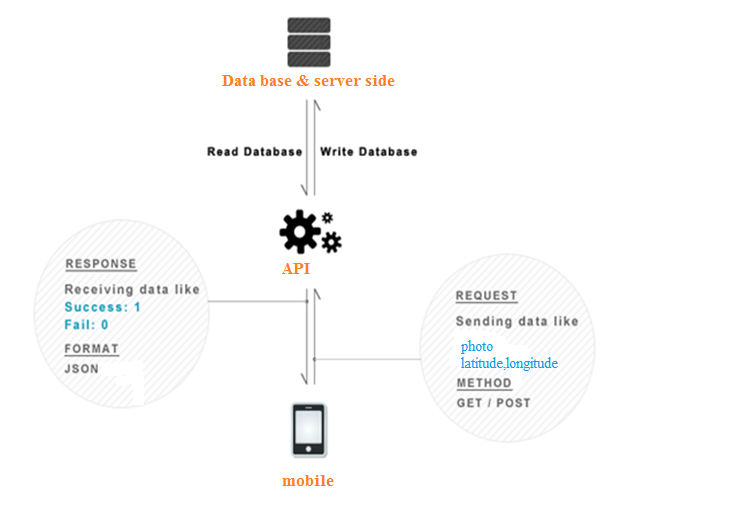 Data base & server side
Read Database
Write Database
API
RESPONSE
Receiving data like
Success: 1
Fail: 0
FORMAT
JSON
REQUEST
Sending data like
photo
latitude,longitude
METHOD
GET / POST
mobile